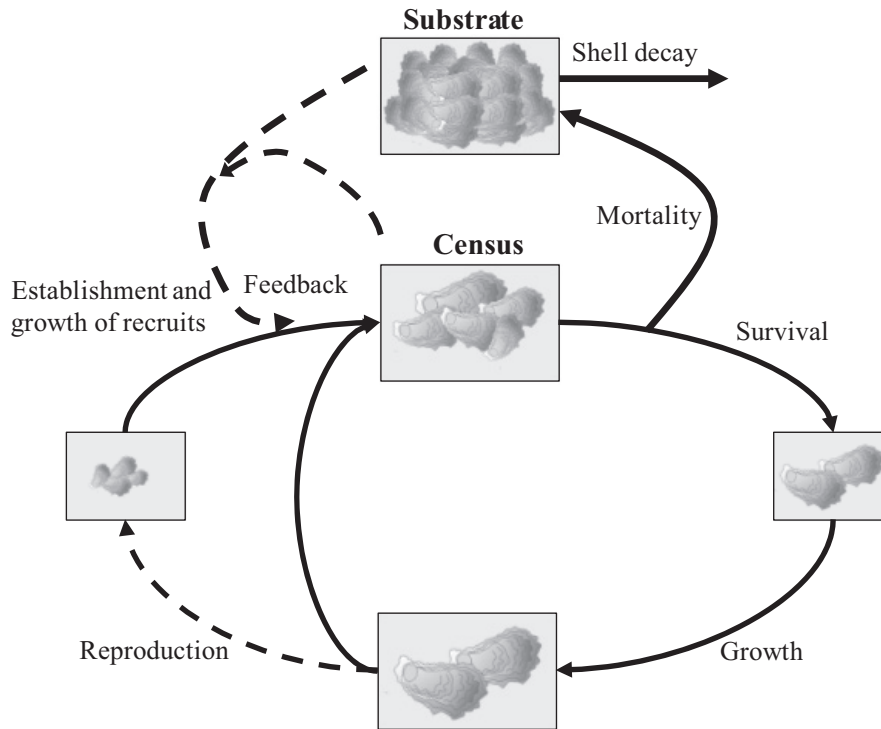 Substrate
Shell decay
Mortality
Census
Feedback
Establishment and
growth of recruits
Survival
Reproduction
Growth